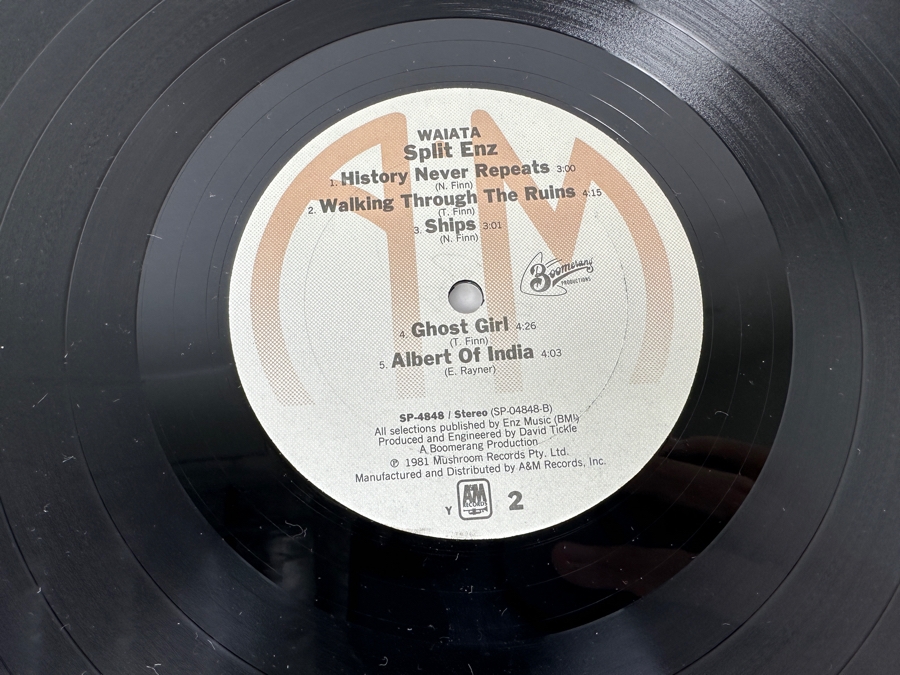 WAIATA
Split Enz
1. History Never Repeats 3:00
(N. Finn)
2. Walking Through The Ruins 4:15
(T. Finn)
3. Ships 3:01
(N. Finn)
Boomerang
PRODUCTIONS
4. Ghost Girl 4:26
(T. Finn)
5. Albert Of India 4:03
(E. Rayner)
SP-4848 / Stereo (SP-04848-B)
All selections published by Enz Music (BMI)
Produced and Engineered by David Tickle
A Boomerang Production
℗ 1981 Mushroom Records Pty. Ltd.
Manufactured and Distributed by A&M Records, Inc.
Y A&M RECORDS 2